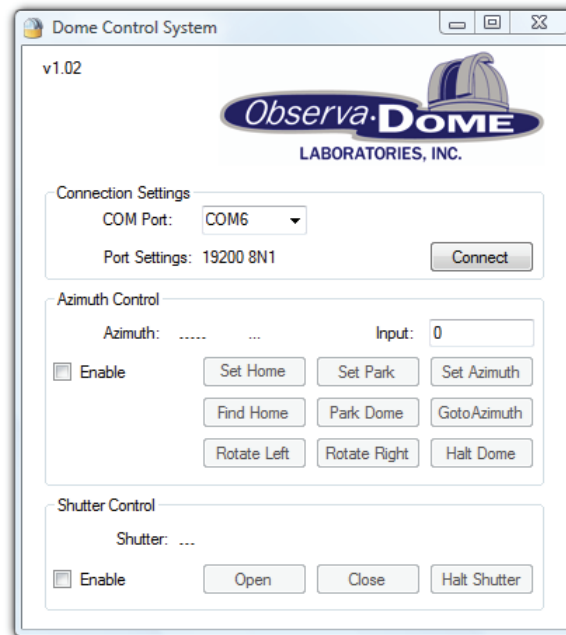 Dome Control System
v1.02
Observa·DOME
LABORATORIES, INC.
Connection Settings
COM Port: COM6
Port Settings: 19200 8N1 Connect
Azimuth Control
Azimuth: ----- ... Input: 0
Enable Set Home Set Park Set Azimuth
Find Home Park Dome GotoAzimuth
Rotate Left Rotate Right Halt Dome
Shutter Control
Shutter: ---
Enable Open Close Halt Shutter